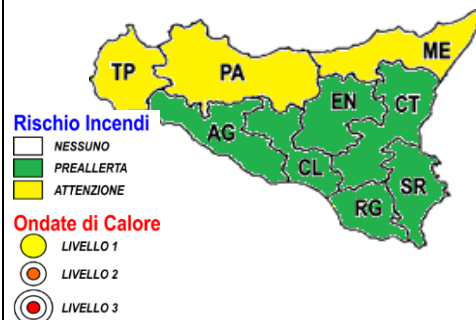 ME
TP
PA
EN
CT
AG
CL
SR
RG
Rischio Incendi
NESSUNO
PREALLERTA
ATTENZIONE
Ondate di Calore
LIVELLO 1
LIVELLO 2
LIVELLO 3